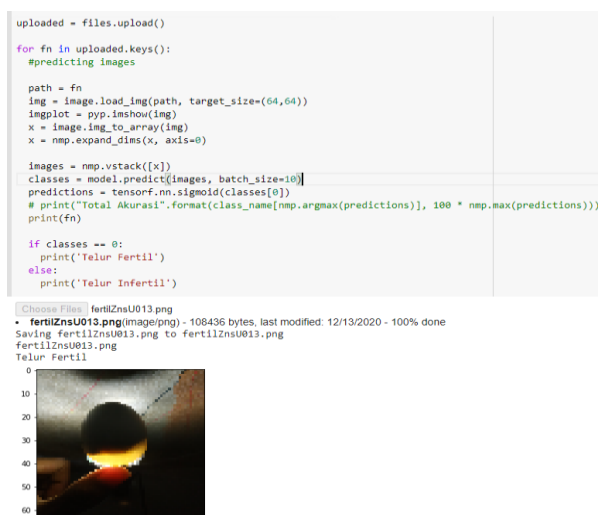 uploaded = files.upload()
for fn in uploaded.keys():
#predicting images
path = fn
img = image.load_img(path, target_size=(64,64))
imgplot = pyp.imshow(img)
x = image.img_to_array(img)
x = nmp.expand_dims(x, axis=0)
images = nmp.vstack([x])
classes = model.predict(images, batch_size=10)
predictions = tensorf.nn.sigmoid(classes[0])
# print("Total Akurasi".format(class_name[nmp.argmax(predictions)], 100 * nmp.max(predictions)))
print(fn)
if classes == 0:
print('Telur Fertil')
else:
print('Telur Infertil')
Choose Files fertilZnsU013.png
• fertilZnsU013.png(image/png) - 108436 bytes, last modified: 12/13/2020 - 100% done
Saving fertilZnsU013.png to fertilZnsU013.png
fertilZnsU013.png
Telur Fertil
0
10
20
30
40
50
60